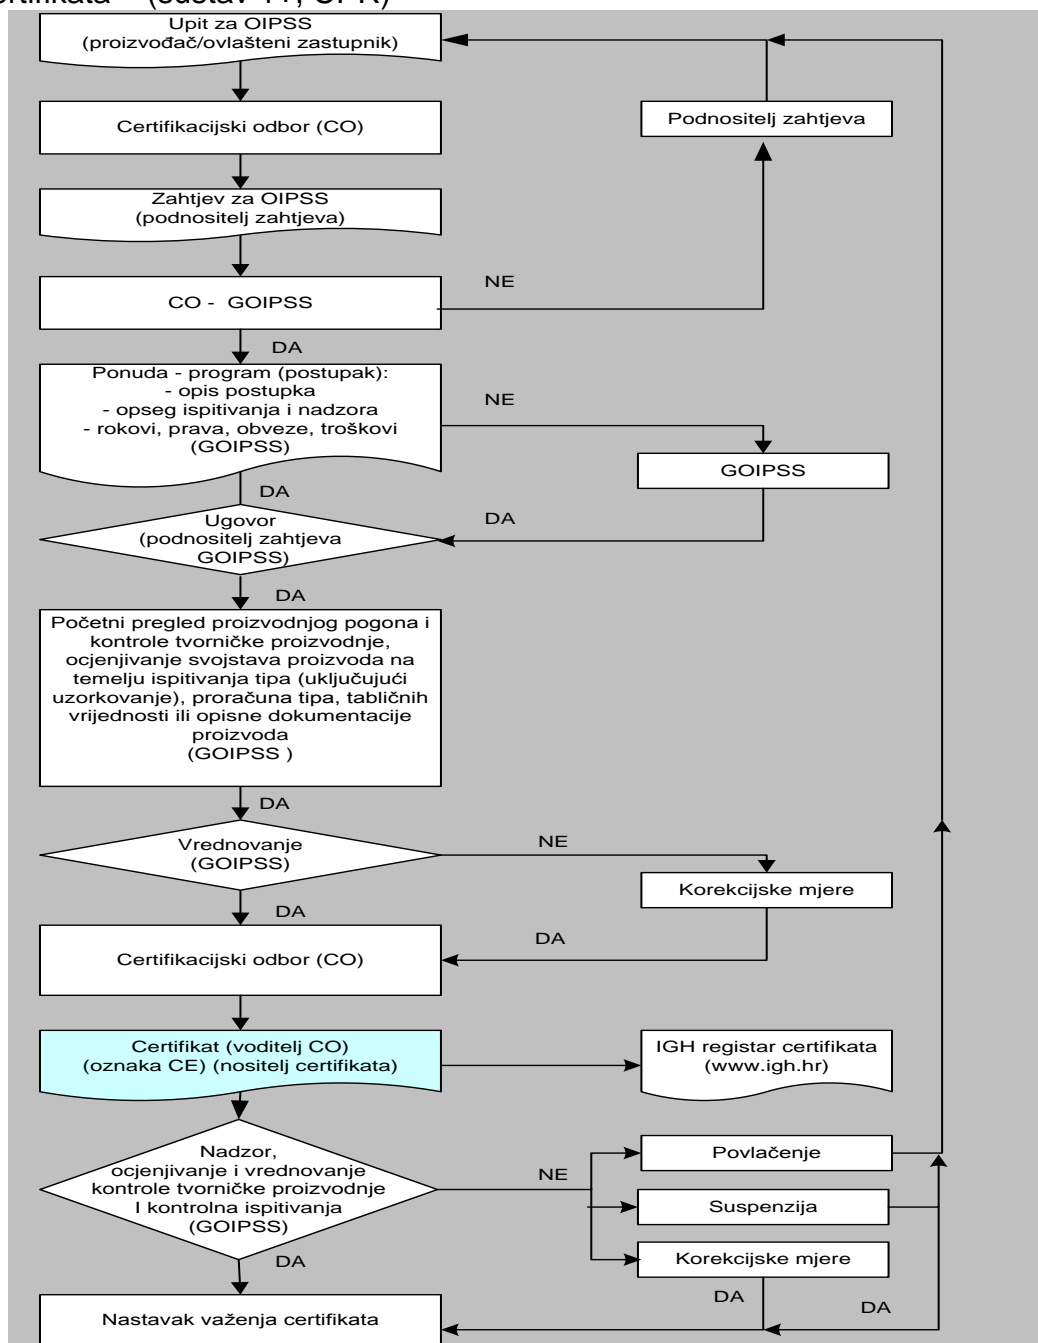 (sustav 1+, CPR)
Upit za OIPSS
(proizvođač/ovlašteni zastupnik)
Certifikacijski odbor (CO)
Podnositelj zahtjeva
Zahtjev za OIPSS
(podnositelj zahtjeva)
CO - GOIPSS
NE
DA
Ponuda - program (postupak):
- opis postupka
- opseg ispitivanja i nadzora
- rokovi, prava, obveze, troškovi
(GOIPSS)
NE
GOIPSS
DA
Ugovor
(podnositelj zahtjeva
GOIPSS)
DA
DA
Početni pregled proizvodnjog pogona i
kontrole tvorničke proizvodnje,
ocjenjivanje svojstava proizvoda na
temelju ispitivanja tipa (uključujući
uzorkovanje), proračuna tipa, tabličnih
vrijednosti ili opisne dokumentacije
proizvoda
(GOIPSS )
DA
Vrednovanje
(GOIPSS)
NE
Korekcijske mjere
DA
DA
Certifikacijski odbor (CO)
Certifikat (voditelj CO)
(oznaka CE) (nositelj certifikata)
IGH registar certifikata
(www.igh.hr)
Nadzor,
ocjenjivanje i vrednovanje
kontrole tvorničke proizvodnje
I kontrolna ispitivanja
(GOIPSS)
NE
Povlačenje
Suspenzija
Korekcijske mjere
DA
DA
DA
Nastavak važenja certifikata